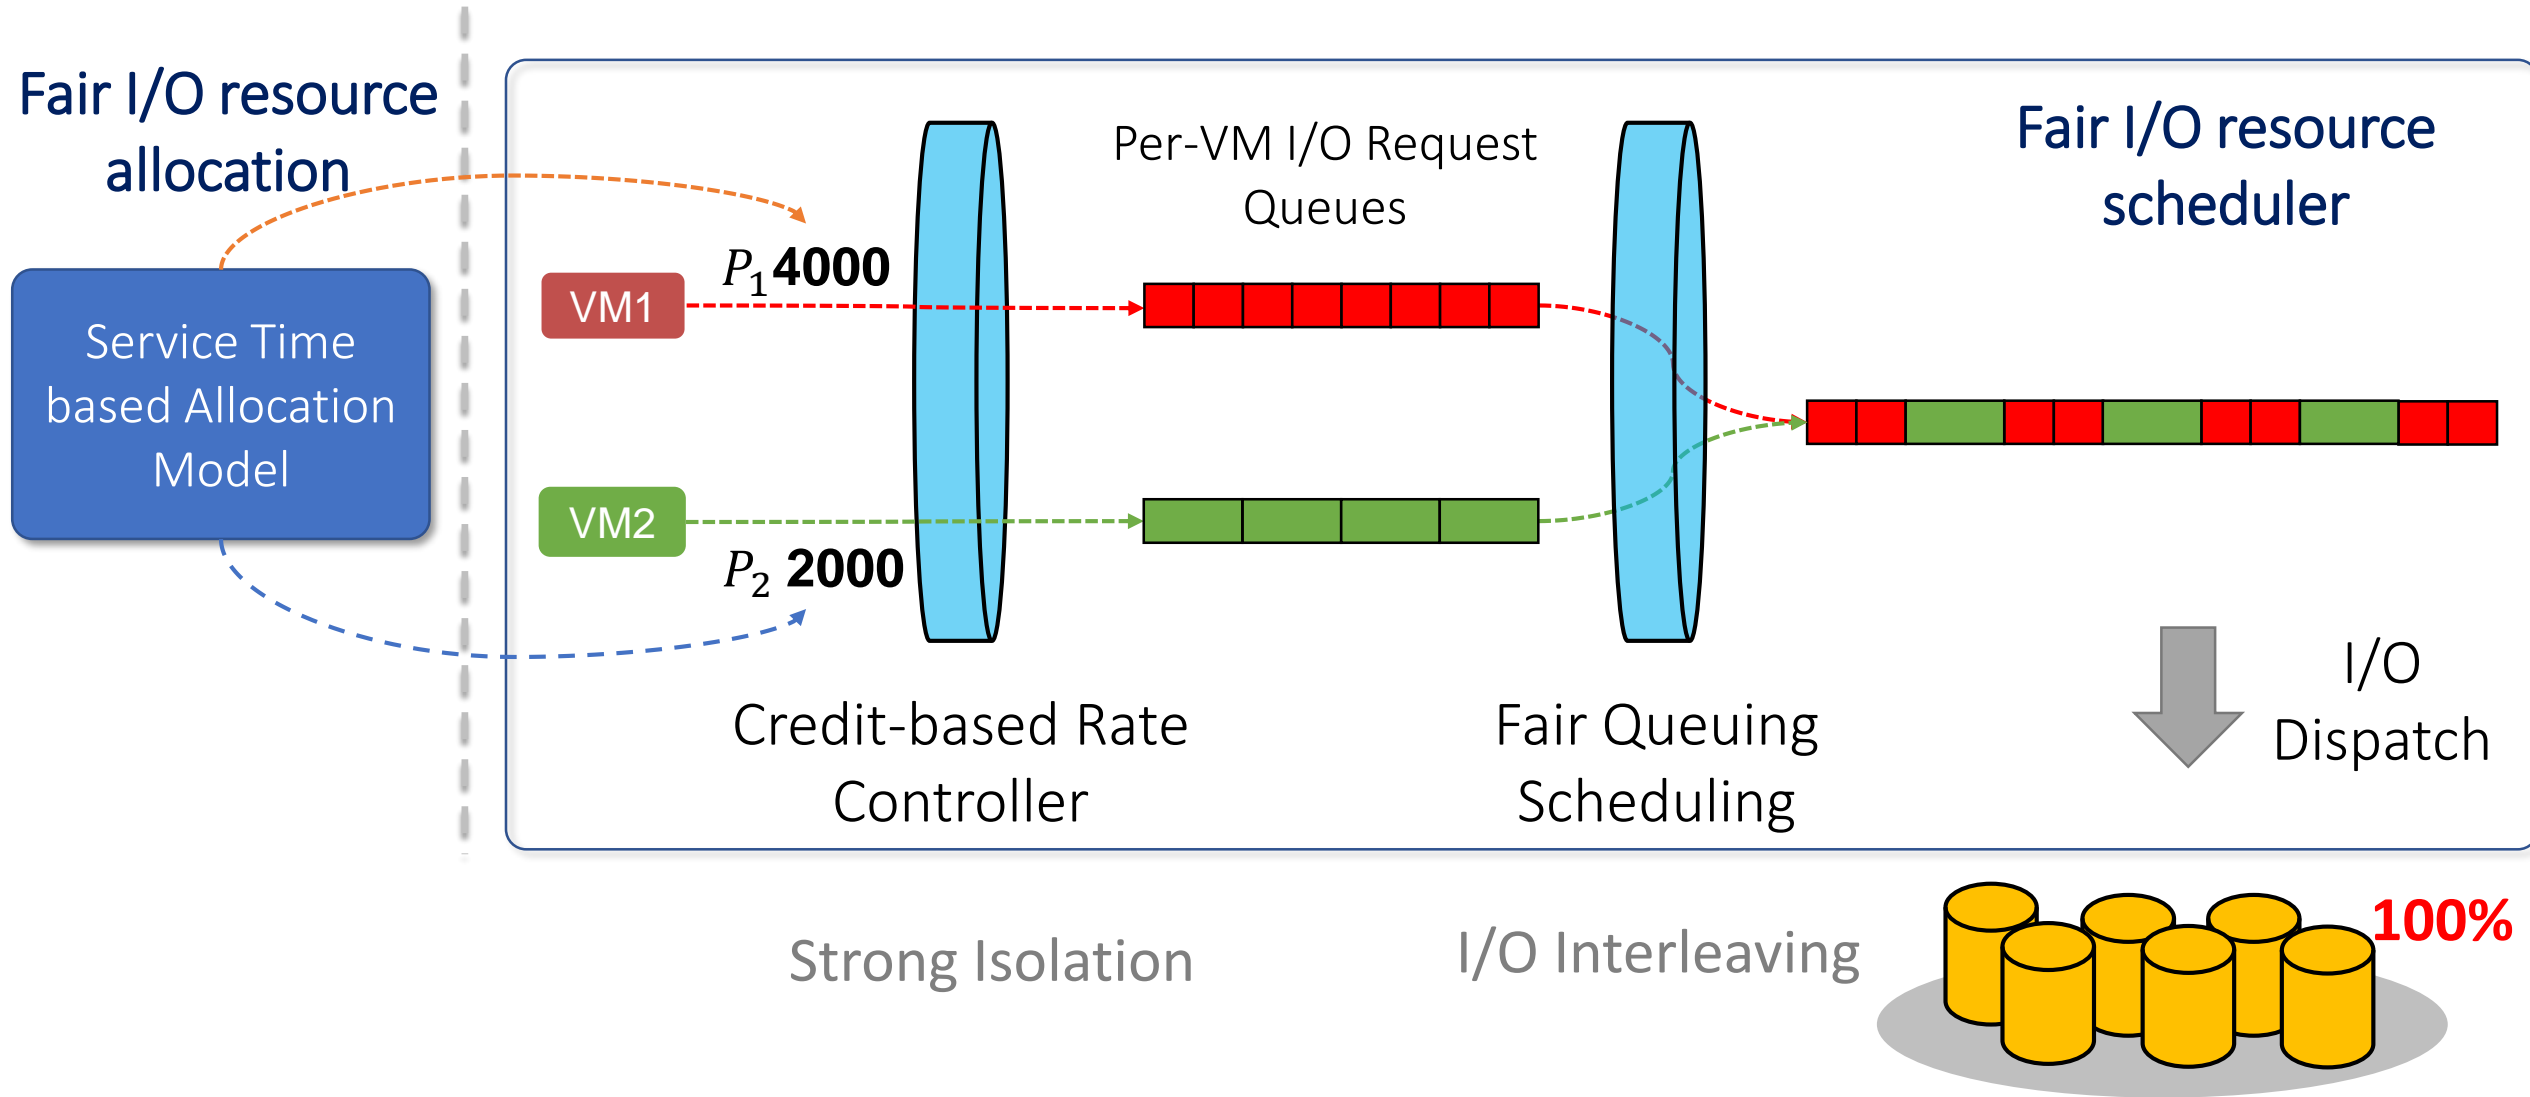 Fair I/O resource
allocation
Service Time
based Allocation
Model
VM1
P₁ 4000
VM2
P₂ 2000
Per-VM I/O Request
Queues
Fair I/O resource
scheduler
Credit-based Rate
Controller
Fair Queuing
Scheduling
I/O
Dispatch
Strong Isolation
I/O Interleaving
100%